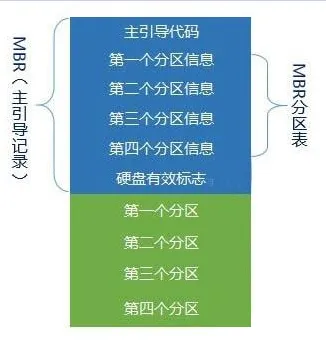 MBR（主引导记录）
主引导代码
第一个分区信息
第二个分区信息
第三个分区信息
第四个分区信息
硬盘有效标志
MBR分区表
第一个分区
第二个分区
第三个分区
第四个分区